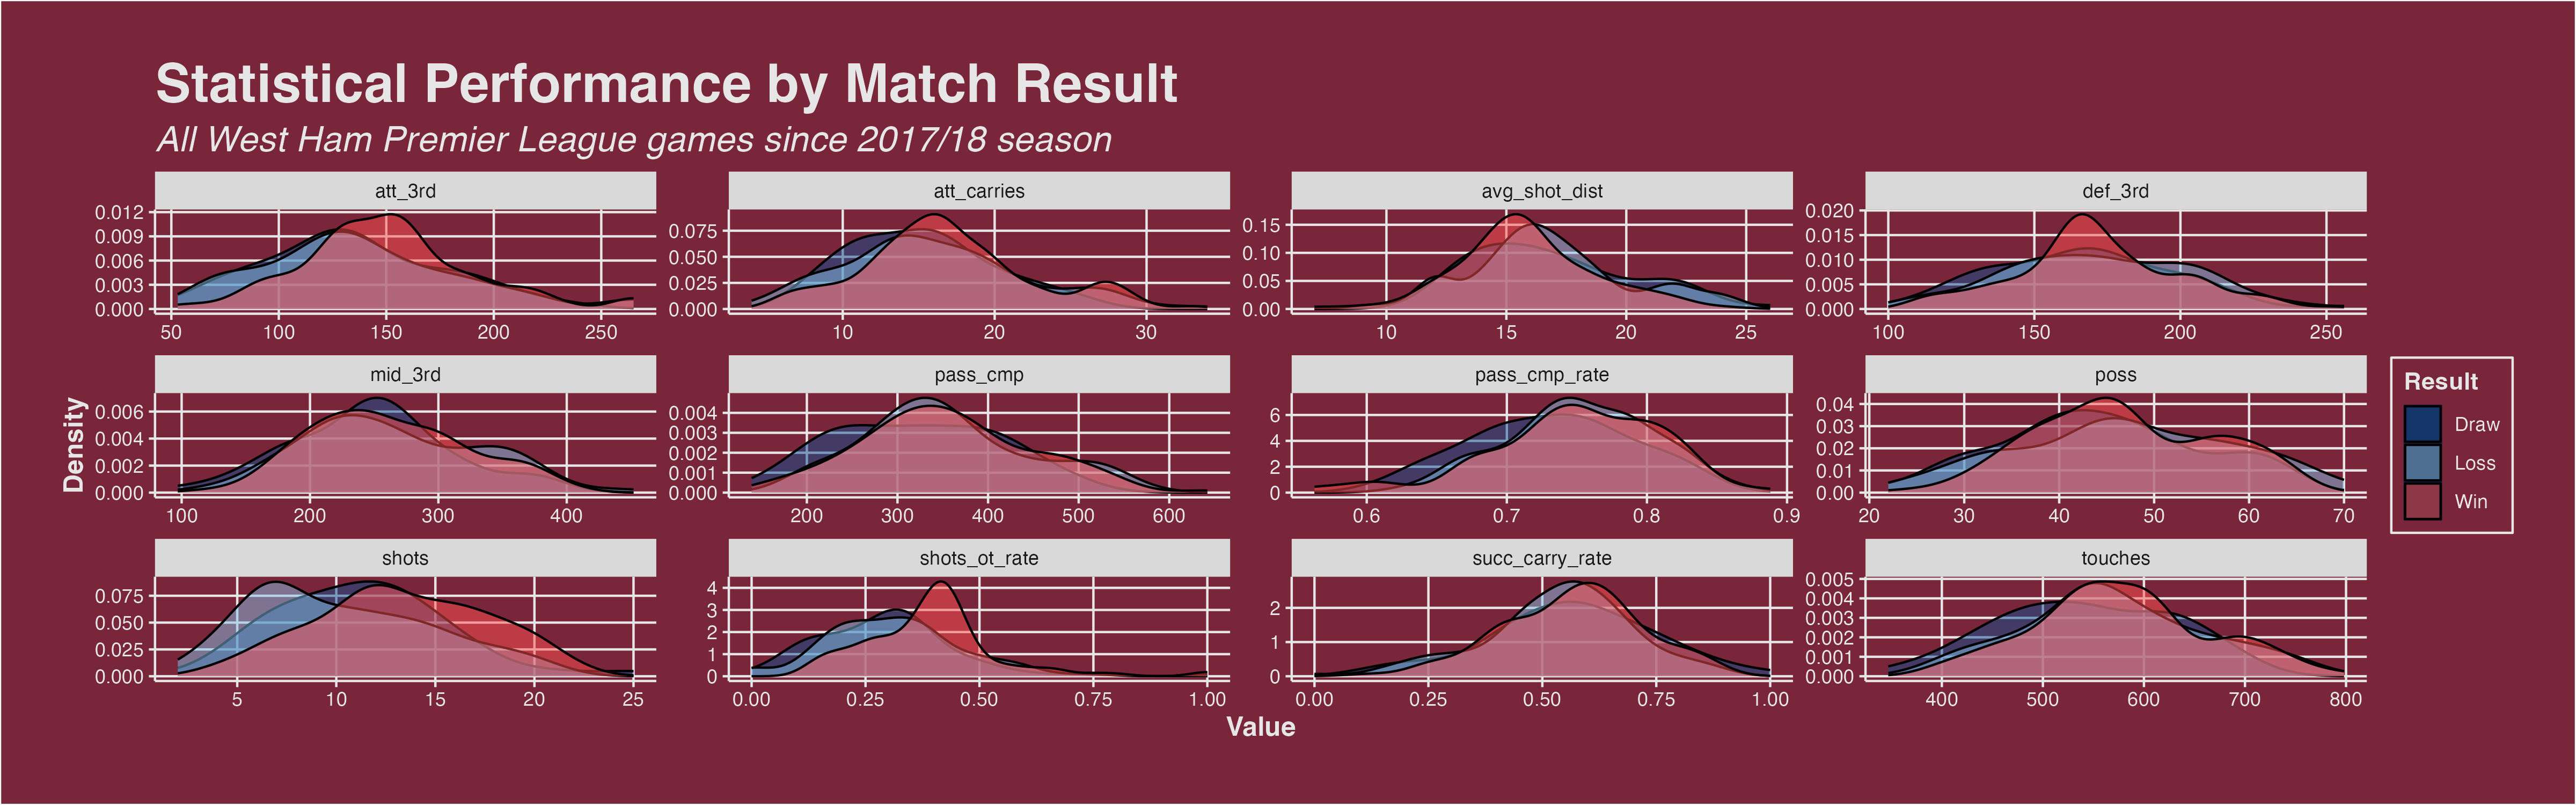 Statistical Performance by Match Result
All West Ham Premier League games since 2017/18 season
att_3rd
0.012
0.009
0.006
0.003
0.000
50 100 150 200 250
att_carries
0.075
0.050
0.025
0.000
10 20 30
avg_shot_dist
0.15
0.10
0.05
0.00
10 15 20 25
def_3rd
0.020
0.015
0.010
0.005
0.000
100 150 200 250
mid_3rd
0.006
0.004
0.002
0.000
100 200 300 400
pass_cmp
0.004
0.003
0.002
0.001
0.000
200 300 400 500 600
pass_cmp_rate
6
4
2
0
0.6 0.7 0.8 0.9
poss
0.04
0.03
0.02
0.01
0.00
20 30 40 50 60 70
shots
0.075
0.050
0.025
0.000
5 10 15 20 25
shots_ot_rate
4
3
2
1
0
0.00 0.25 0.50 0.75 1.00
succ_carry_rate
2
1
0
0.00 0.25 0.50 0.75 1.00
touches
0.005
0.004
0.003
0.002
0.001
0.000
400 500 600 700 800
Density
Value
Result
Draw
Loss
Win